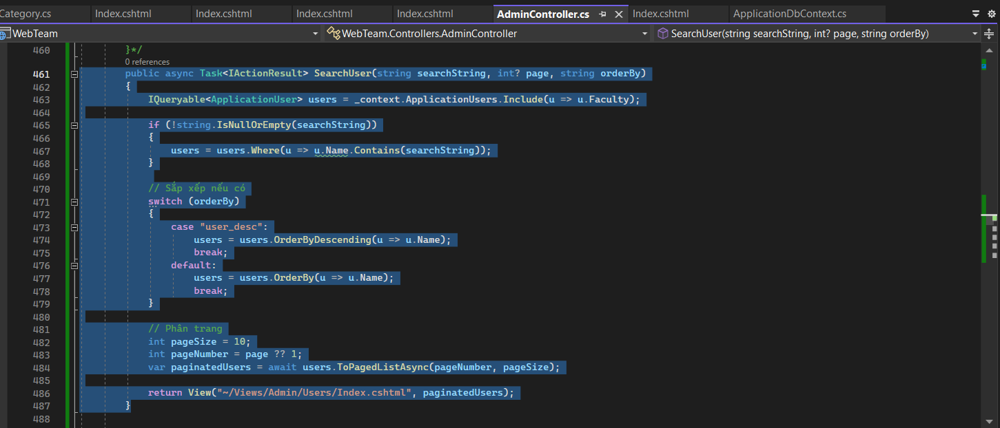 Category.cs Index.cshtml Index.cshtml Index.cshtml Index.cshtml AdminController.cs Index.cshtml ApplicationDbContext.cs
WebTeam WebTeam.Controllers.AdminController SearchUser(string searchString, int? page, string orderBy)
460 }*/
0 references
461 public async Task<IActionResult> SearchUser(string searchString, int? page, string orderBy)
462 {
463 IQueryable<ApplicationUser> users = _context.ApplicationUsers.Include(u => u.Faculty);
464
465 if (!string.IsNullOrEmpty(searchString))
466 {
467 users = users.Where(u => u.Name.Contains(searchString));
468 }
469
470 // Sắp xếp nếu có
471 switch (orderBy)
472 {
473 case "user_desc":
474 users = users.OrderByDescending(u => u.Name);
475 break;
476 default:
477 users = users.OrderBy(u => u.Name);
478 break;
479 }
480
481 // Phân trang
482 int pageSize = 10;
483 int pageNumber = page ?? 1;
484 var paginatedUsers = await users.ToPagedListAsync(pageNumber, pageSize);
485
486 return View("~/Views/Admin/Users/Index.cshtml", paginatedUsers);
487 }
488